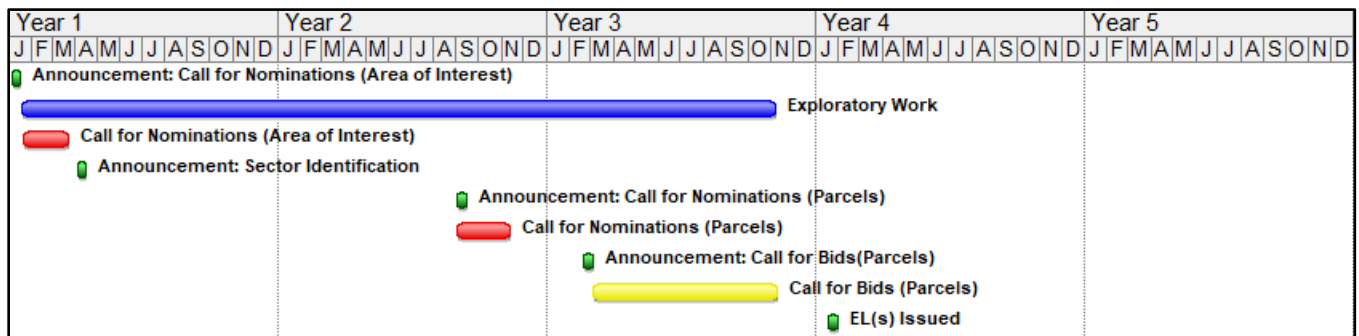 Year 1 Year 2 Year 3 Year 4 Year 5
J F M A M J J A S O N D J F M A M J J A S O N D J F M A M J J A S O N D J F M A M J J A S O N D J F M A M J J A S O N D
Announcement: Call for Nominations (Area of Interest)
Exploratory Work
Call for Nominations (Area of Interest)
Announcement: Sector Identification
Announcement: Call for Nominations (Parcels)
Call for Nominations (Parcels)
Announcement: Call for Bids(Parcels)
Call for Bids (Parcels)
EL(s) Issued